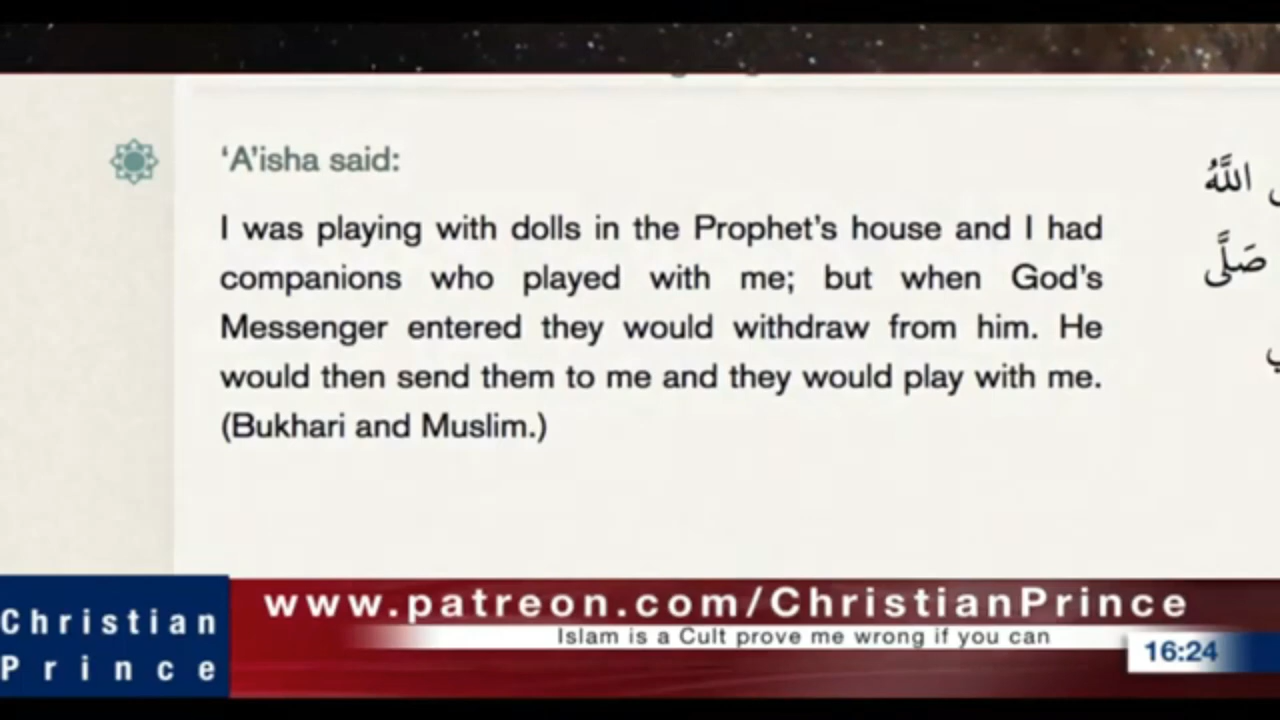 ‘A’isha said:
I was playing with dolls in the Prophet’s house and I had
companions who played with me; but when God’s
Messenger entered they would withdraw from him. He
would then send them to me and they would play with me.
(Bukhari and Muslim.)
اللَّهُ
صَلَّى
www.patreon.com/ChristianPrince
Islam is a Cult prove me wrong if you can
Christian
Prince
16:24